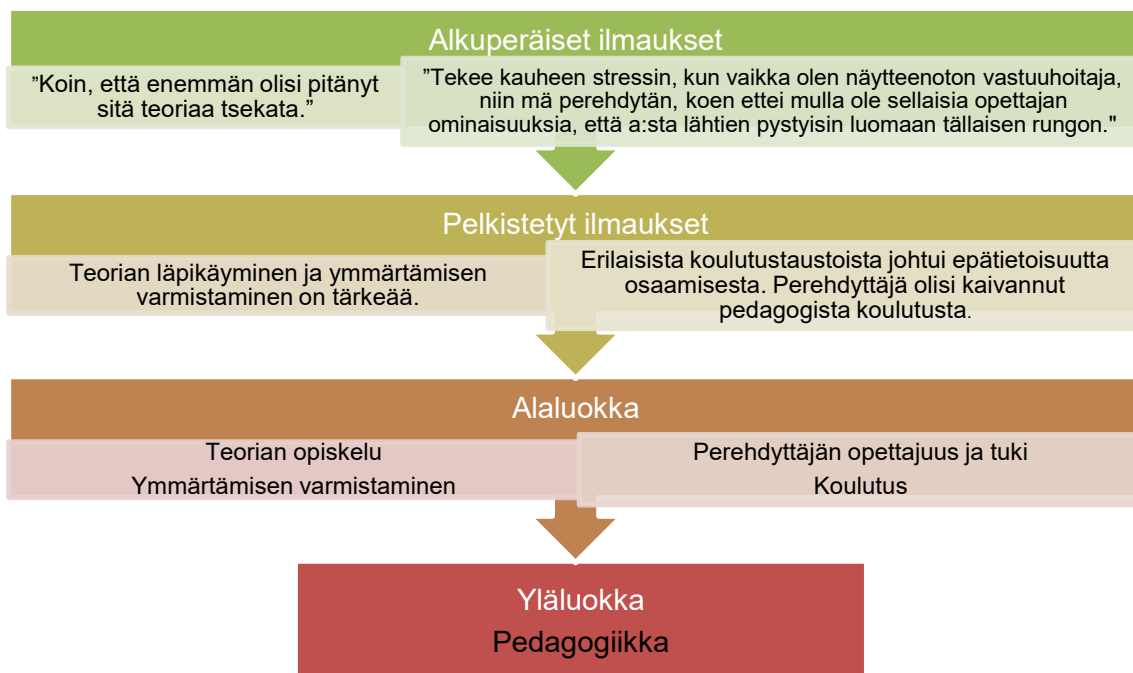 Alkuperäiset ilmaukset
”Koin, että enemmän olisi pitänyt
sitä teoriaa tsekata.”
”Tekee kauheen stressin, kun vaikka olen näytteenoton vastuuhoitaja,
niin mä perehdytän, koen ettei mulla ole sellaisia opettajan
ominaisuuksia, että a:sta lähtien pystyisin luomaan tällaisen rungon."
Pelkistetyt ilmaukset
Teorian läpikäyminen ja ymmärtämisen
varmistaminen on tärkeää.
Erilaisista koulutustaustoista johtui epätietoisuutta
osaamisesta. Perehdyttäjä olisi kaivannut
pedagogista koulutusta.
Alaluokka
Teorian opiskelu
Ymmärtämisen varmistaminen
Perehdyttäjän opettajuus ja tuki
Koulutus
Yläluokka
Pedagogiikka